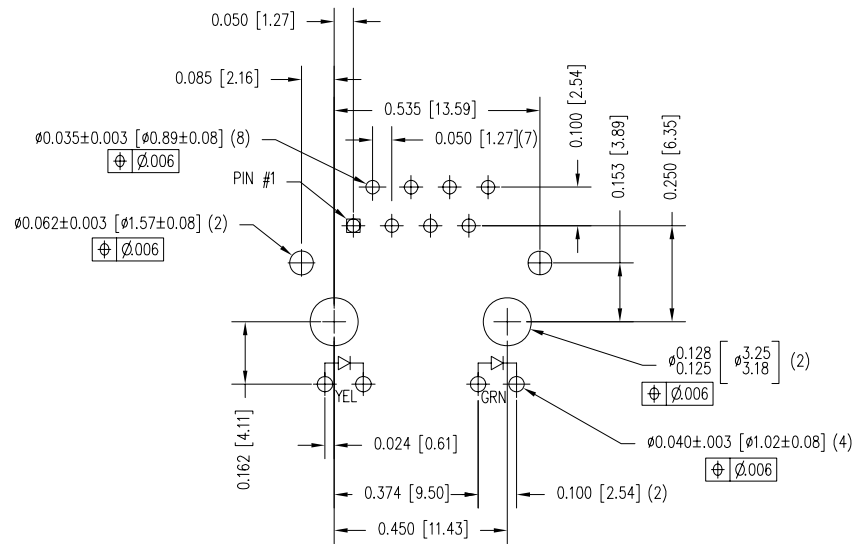 0.050 [1.27]
0.085 [2.16]
0.535 [13.59]
0.100 [2.54]
0.153 [3.89]
0.250 [6.35]
ø0.035±0.003 [ø0.89±0.08] (8)
⌖ Ø.006
0.050 [1.27](7)
PIN #1
ø0.062±0.003 [ø1.57±0.08] (2)
⌖ Ø.006
ø0.128 0.125 [ø3.25 3.18] (2)
⌖ Ø.006
YEL
GRN
0.162 [4.11]
0.024 [0.61]
ø0.040±.003 [ø1.02±0.08] (4)
⌖ Ø.006
0.374 [9.50]
0.100 [2.54] (2)
0.450 [11.43]